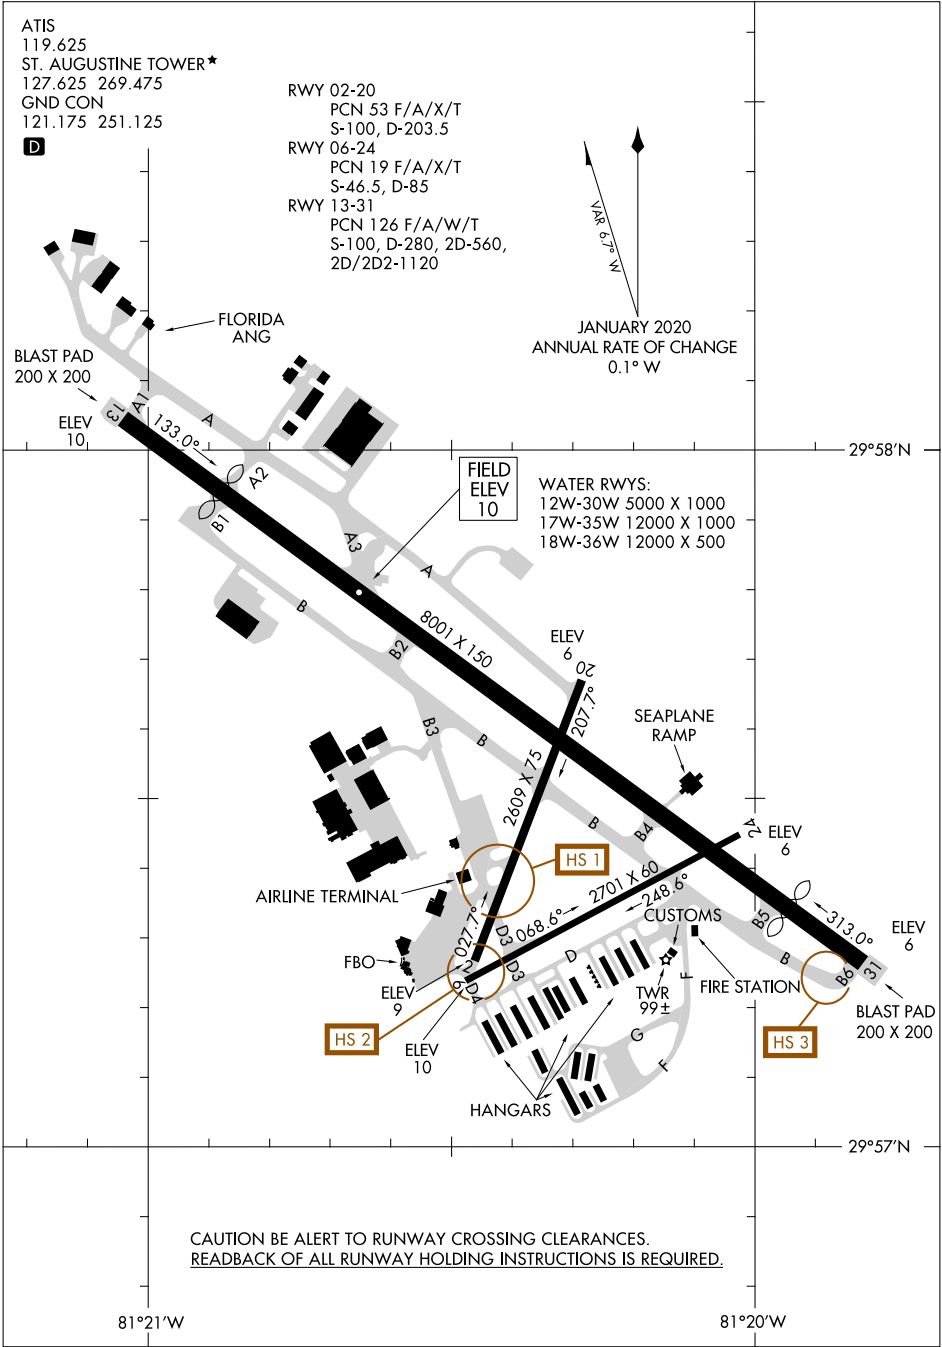 ATIS
119.625
ST. AUGUSTINE TOWER★
127.625 269.475
GND CON
121.175 251.125
D
RWY 02-20
PCN 53 F/A/X/T
S-100, D-203.5
RWY 06-24
PCN 19 F/A/X/T
S-46.5, D-85
RWY 13-31
PCN 126 F/A/W/T
S-100, D-280, 2D-560,
2D/2D2-1120
VAR 6.7° W
JANUARY 2020
ANNUAL RATE OF CHANGE
0.1° W
FLORIDA
ANG
BLAST PAD
200 X 200
ELEV
10
13
A1
A
133.0°
A2
B1
29°58'N
FIELD
ELEV
10
WATER RWYS:
12W-30W 5000 X 1000
17W-35W 12000 X 1000
18W-36W 12000 X 500
A3
A
B
8001 X 150
B2
ELEV
6
20
207.7°
B3
B
SEAPLANE
RAMP
2609 X 75
B
B4
24
ELEV
6
HS 1
AIRLINE TERMINAL
2701 X 60
248.6°
068.6°
027.7°
CUSTOMS
B5
313.0°
ELEV
6
D3
D3
D
B
B6
31
FBO
2
6
D4
ELEV
9
TWR
99±
F
FIRE STATION
BLAST PAD
200 X 200
HS 2
ELEV
10
G
F
HS 3
HANGARS
29°57'N
CAUTION BE ALERT TO RUNWAY CROSSING CLEARANCES.
READBACK OF ALL RUNWAY HOLDING INSTRUCTIONS IS REQUIRED.
81°21'W
81°20'W